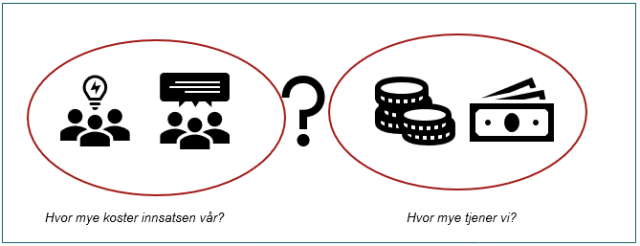 ?
Hvor mye koster innsatsen vår?
Hvor mye tjener vi?